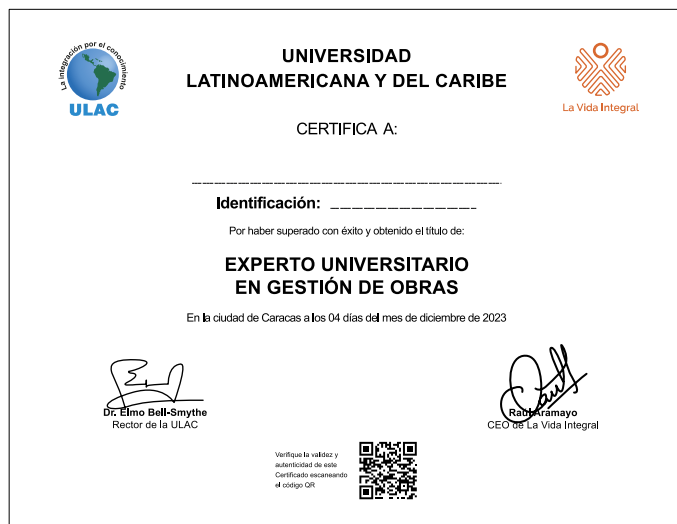 La integración por el conocimiento
ULAC
UNIVERSIDAD
LATINOAMERICANA Y DEL CARIBE
La Vida Integral
CERTIFICA A:
Identificación:
Por haber superado con éxito y obtenido el título de:
EXPERTO UNIVERSITARIO
EN GESTIÓN DE OBRAS
En la ciudad de Caracas a los 04 días del mes de diciembre de 2023
Dr. Elmo Bell-Smythe
Rector de la ULAC
Raúl Aramayo
CEO de La Vida Integral
Verifique la validez y
autenticidad de este
Certificado escaneando
el código QR